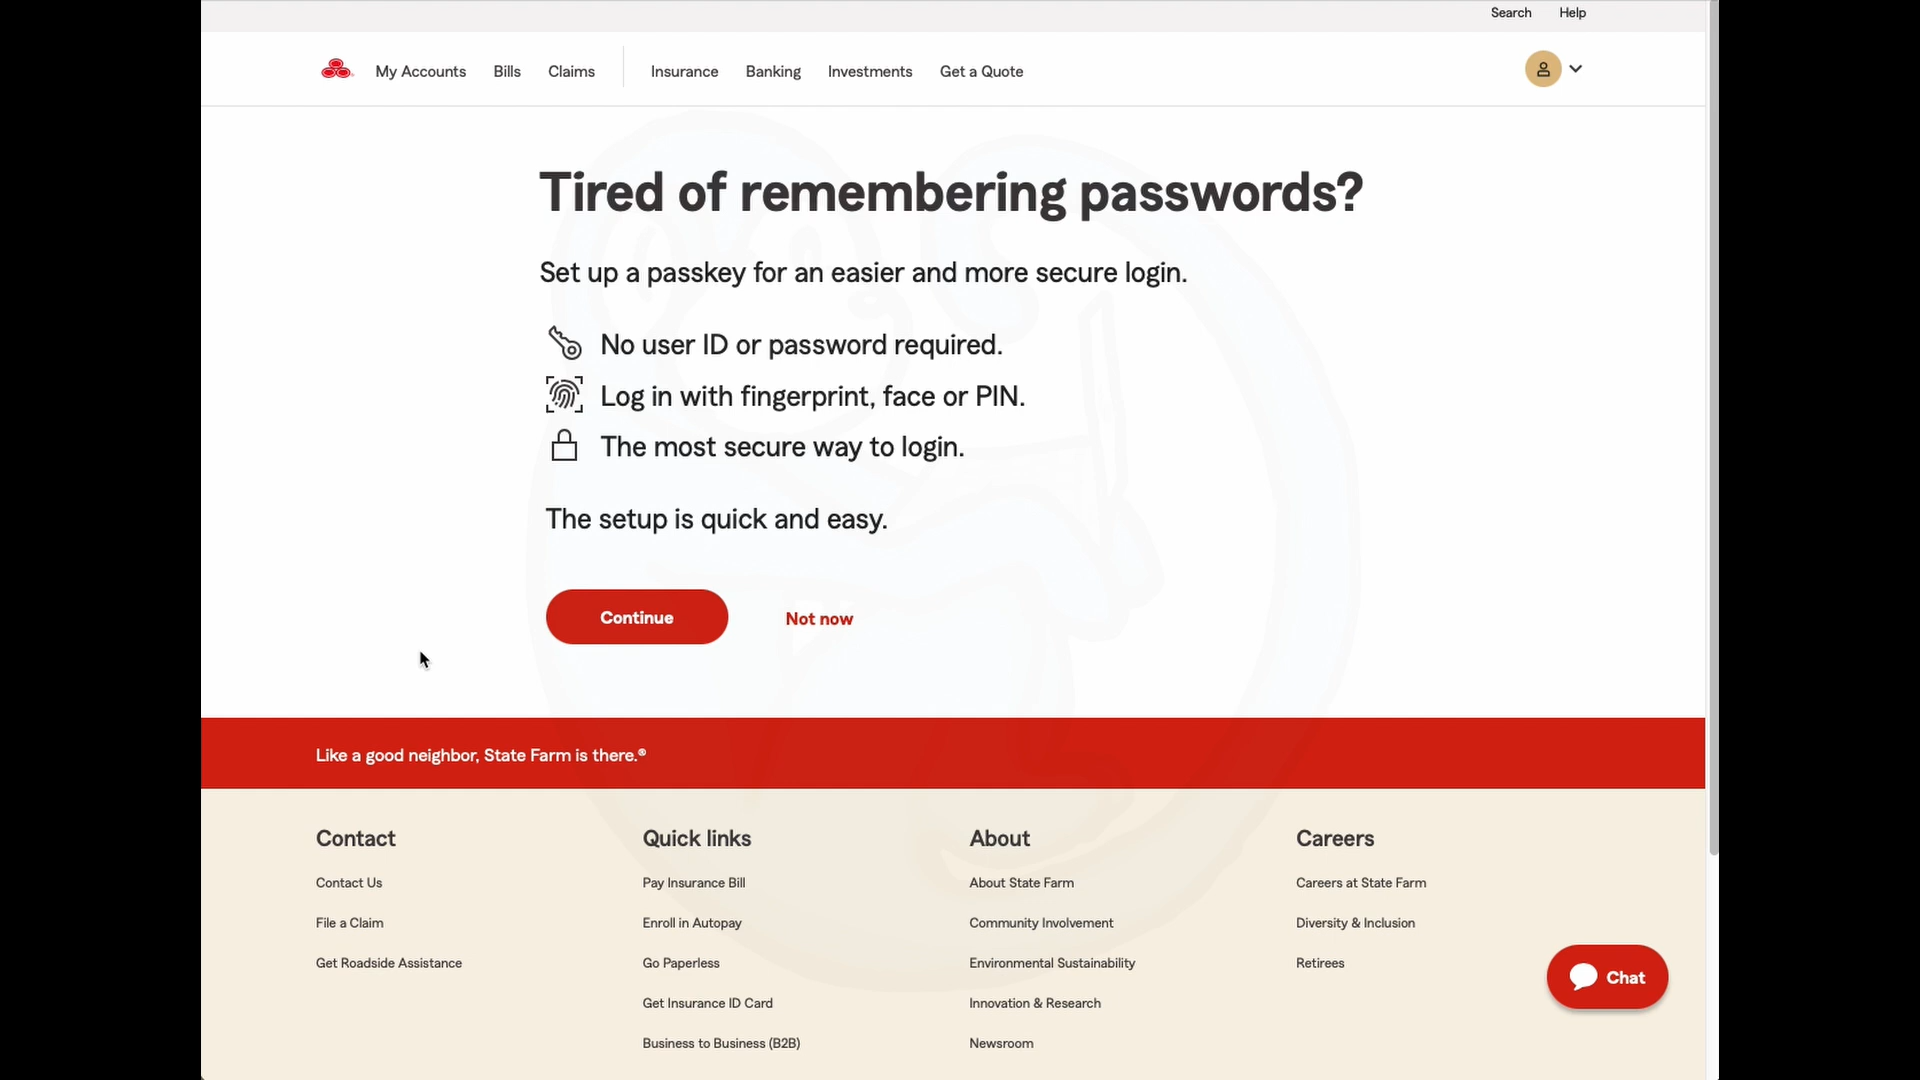 Search Help
My Accounts Bills Claims Insurance Banking Investments Get a Quote
Tired of remembering passwords?
Set up a passkey for an easier and more secure login.
No user ID or password required.
Log in with fingerprint, face or PIN.
The most secure way to login.
The setup is quick and easy.
Continue Not now
Like a good neighbor, State Farm is there.®
Contact
Contact Us
File a Claim
Get Roadside Assistance
Quick links
Pay Insurance Bill
Enroll in Autopay
Go Paperless
Get Insurance ID Card
Business to Business (B2B)
About
About State Farm
Community Involvement
Environmental Sustainability
Innovation & Research
Newsroom
Careers
Careers at State Farm
Diversity & Inclusion
Retirees
Chat